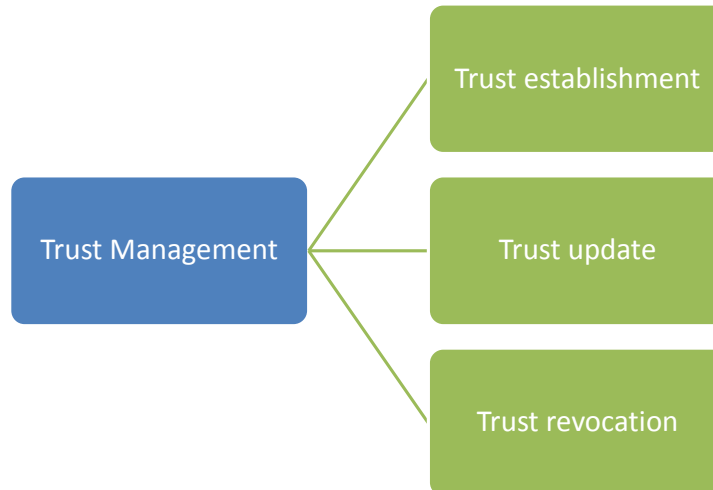 Trust establishment
Trust Management
Trust update
Trust revocation